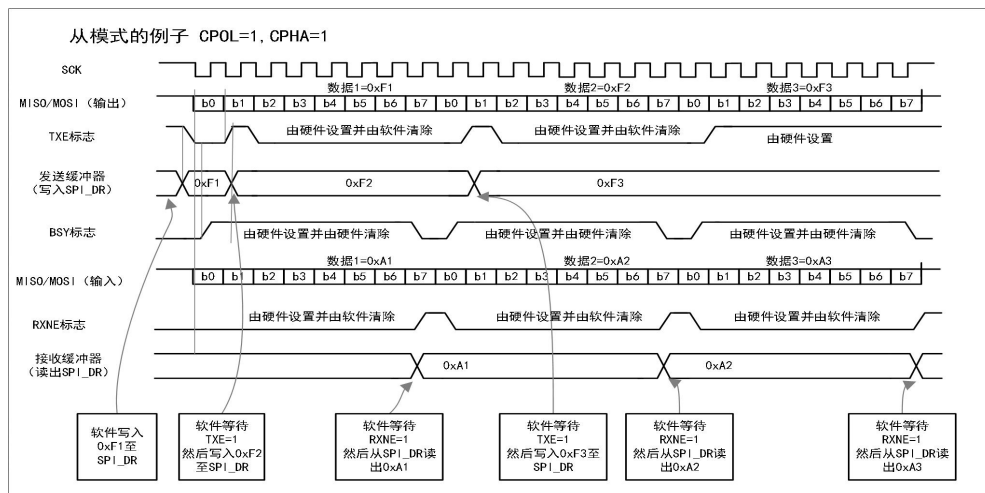 从模式的例子 CPOL=1, CPHA=1
SCK
数据1=0xF1 数据2=0xF2 数据3=0xF3
MISO/MOSI（输出） b0 b1 b2 b3 b4 b5 b6 b7 b0 b1 b2 b3 b4 b5 b6 b7 b0 b1 b2 b3 b4 b5 b6 b7
TXE标志 由硬件设置并由软件清除 由硬件设置并由软件清除 由硬件设置
发送缓冲器
（写入SPI_DR） 0xF1 0xF2 0xF3
BSY标志 由硬件设置并由硬件清除 由硬件设置并由硬件清除 由硬件设置并由硬件清除
数据1=0xA1 数据2=0xA2 数据3=0xA3
MISO/MOSI（输入） b0 b1 b2 b3 b4 b5 b6 b7 b0 b1 b2 b3 b4 b5 b6 b7 b0 b1 b2 b3 b4 b5 b6 b7
RXNE标志 由硬件设置并由软件清除 由硬件设置并由软件清除 由硬件设置并由软件清除
接收缓冲器
（读出SPI_DR） 0xA1 0xA2
软件写入
0xF1至
SPI_DR
软件等待
TXE=1
然后写入0xF2
至SPI_DR
软件等待
RXNE=1
然后从SPI_DR读
出0xA1
软件等待
TXE=1
然后写入0xF3至
SPI_DR
软件等待
RXNE=1
然后从SPI_DR读
出0xA2
软件等待
RXNE=1
然后从SPI_DR读
出0xA3